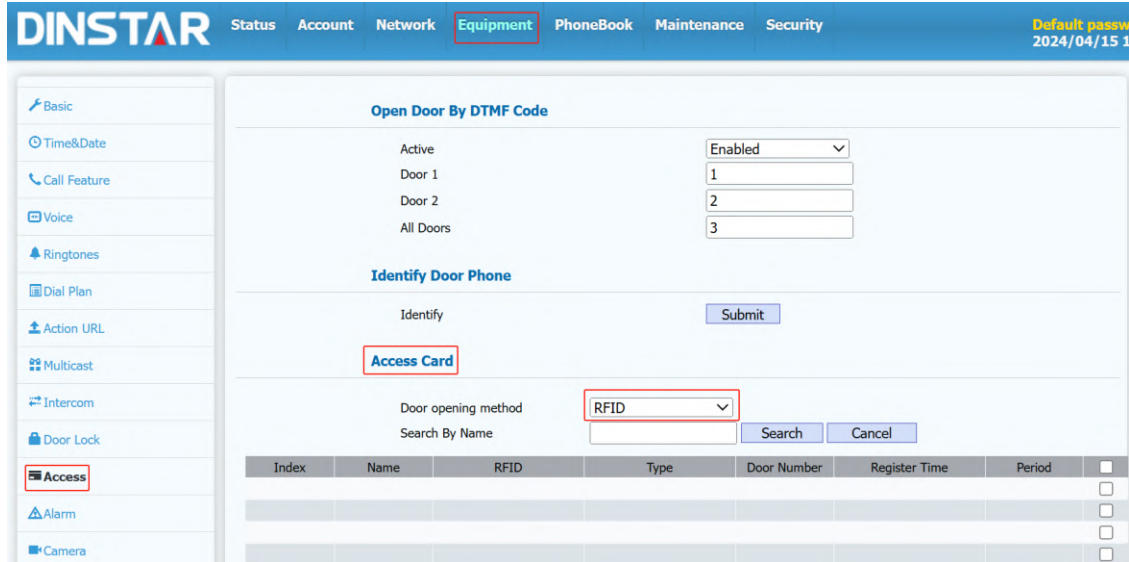 DINSTAR Status Account Network Equipment PhoneBook Maintenance Security
Default passw
2024/04/15 1
Basic
Time&Date
Call Feature
Voice
Ringtones
Dial Plan
Action URL
Multicast
Intercom
Door Lock
Access
Alarm
Camera
Open Door By DTMF Code
Active Enabled
Door 1 1
Door 2 2
All Doors 3
Identify Door Phone
Identify Submit
Access Card
Door opening method RFID
Search By Name Search Cancel
Index Name RFID Type Door Number Register Time Period